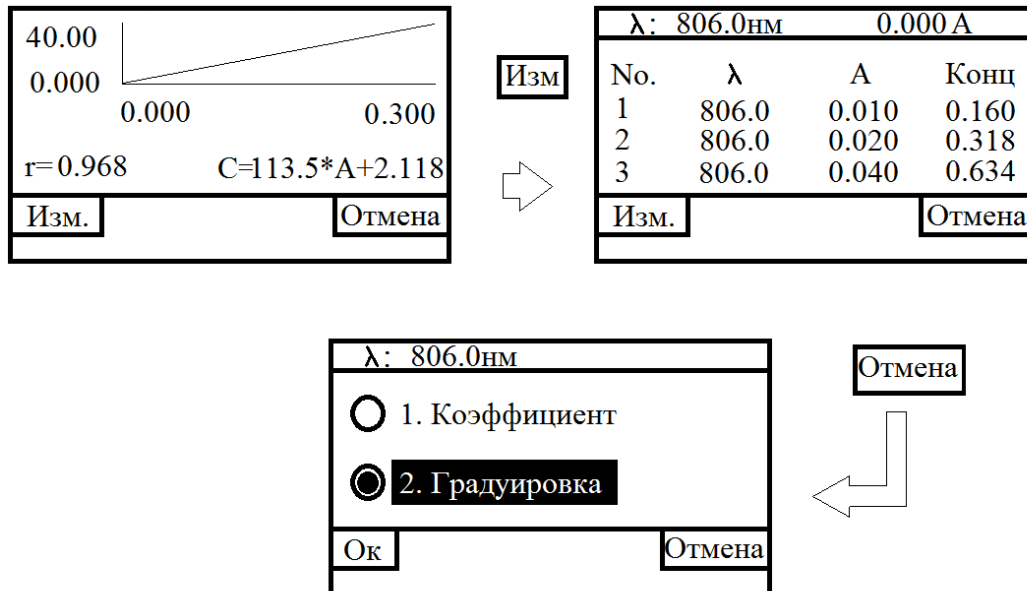 40.00
0.000
0.000 0.300
r=0.968 C=113.5*A+2.118
Изм. Отмена
Изм
λ: 806.0нм 0.000 A
No. λ A Конц
1 806.0 0.010 0.160
2 806.0 0.020 0.318
3 806.0 0.040 0.634
Изм. Отмена
λ: 806.0нм
1. Коэффициент
2. Градуировка
Ок Отмена
Отмена